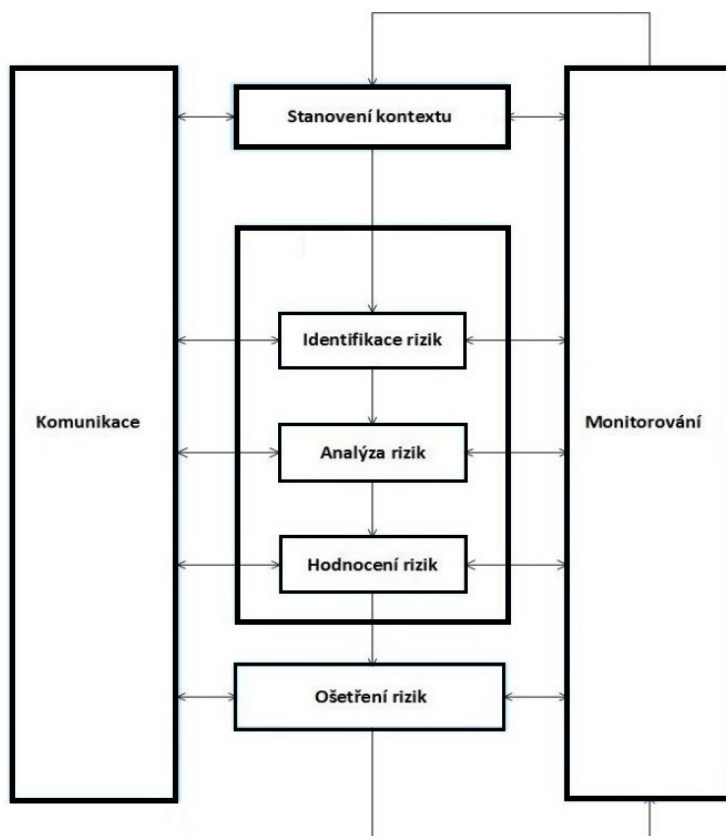 Stanovení kontextu
Identifikace rizik
Komunikace
Monitorování
Analýza rizik
Hodnocení rizik
Ošetření rizik